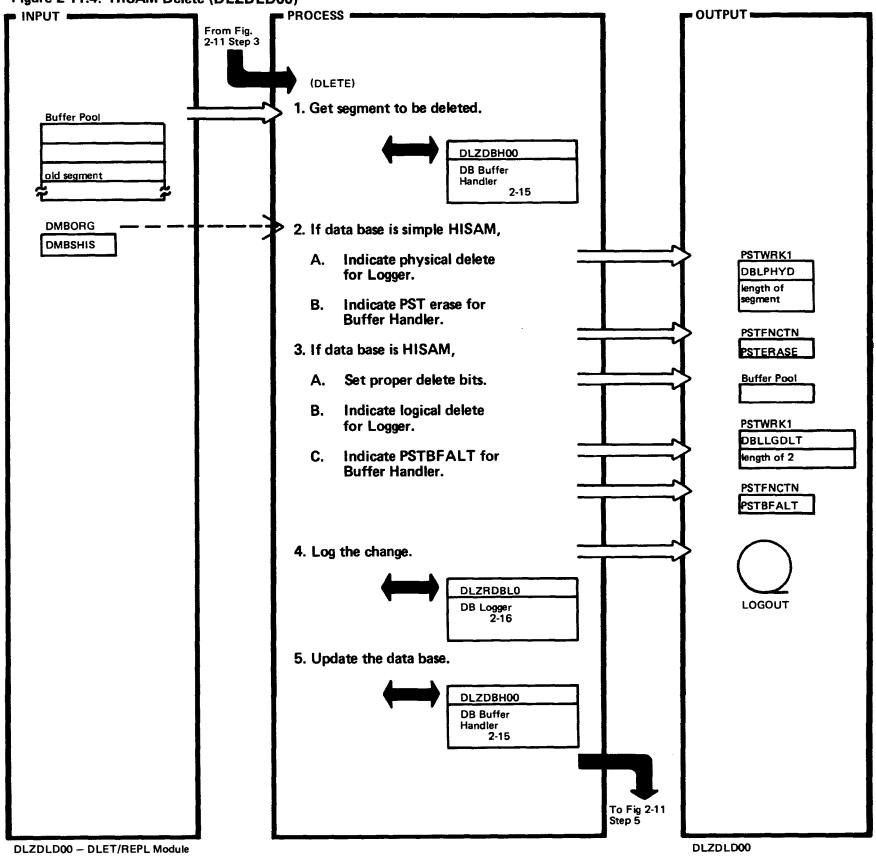 Figure 2-11.4. HISAM Delete (DLZDLD00)
INPUT
From Fig.
2-11 Step 3
PROCESS
OUTPUT
(DLETE)
1. Get segment to be deleted.
Buffer Pool
old segment
DLZDBH00
DB Buffer
Handler
2-15
DMBORG
DMBSHIS
2. If data base is simple HISAM,
A. Indicate physical delete
for Logger.
B. Indicate PST erase for
Buffer Handler.
PSTWRK1
DBLPHYD
length of
segment
3. If data base is HISAM,
A. Set proper delete bits.
B. Indicate logical delete
for Logger.
C. Indicate PSTBFALT for
Buffer Handler.
PSTFNCTN
PSTERASE
Buffer Pool
PSTWRK1
DBLLGDLT
length of 2
PSTFNCTN
PSTBFALT
4. Log the change.
DLZRDBL0
DB Logger
2-16
LOGOUT
5. Update the data base.
DLZDBH00
DB Buffer
Handler
2-15
To Fig 2-11
Step 5
DLZDLD00 – DLET/REPL Module
DLZDLD00